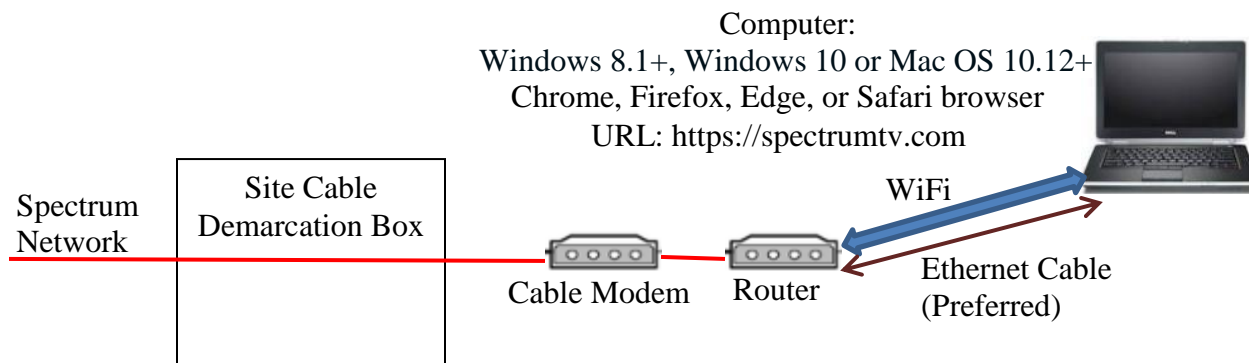 Computer:
Windows 8.1+, Windows 10 or Mac OS 10.12+
Chrome, Firefox, Edge, or Safari browser
URL: https://spectrumtv.com
Spectrum
Network
Site Cable
Demarcation Box
Cable Modem
Router
WiFi
Ethernet Cable
(Preferred)